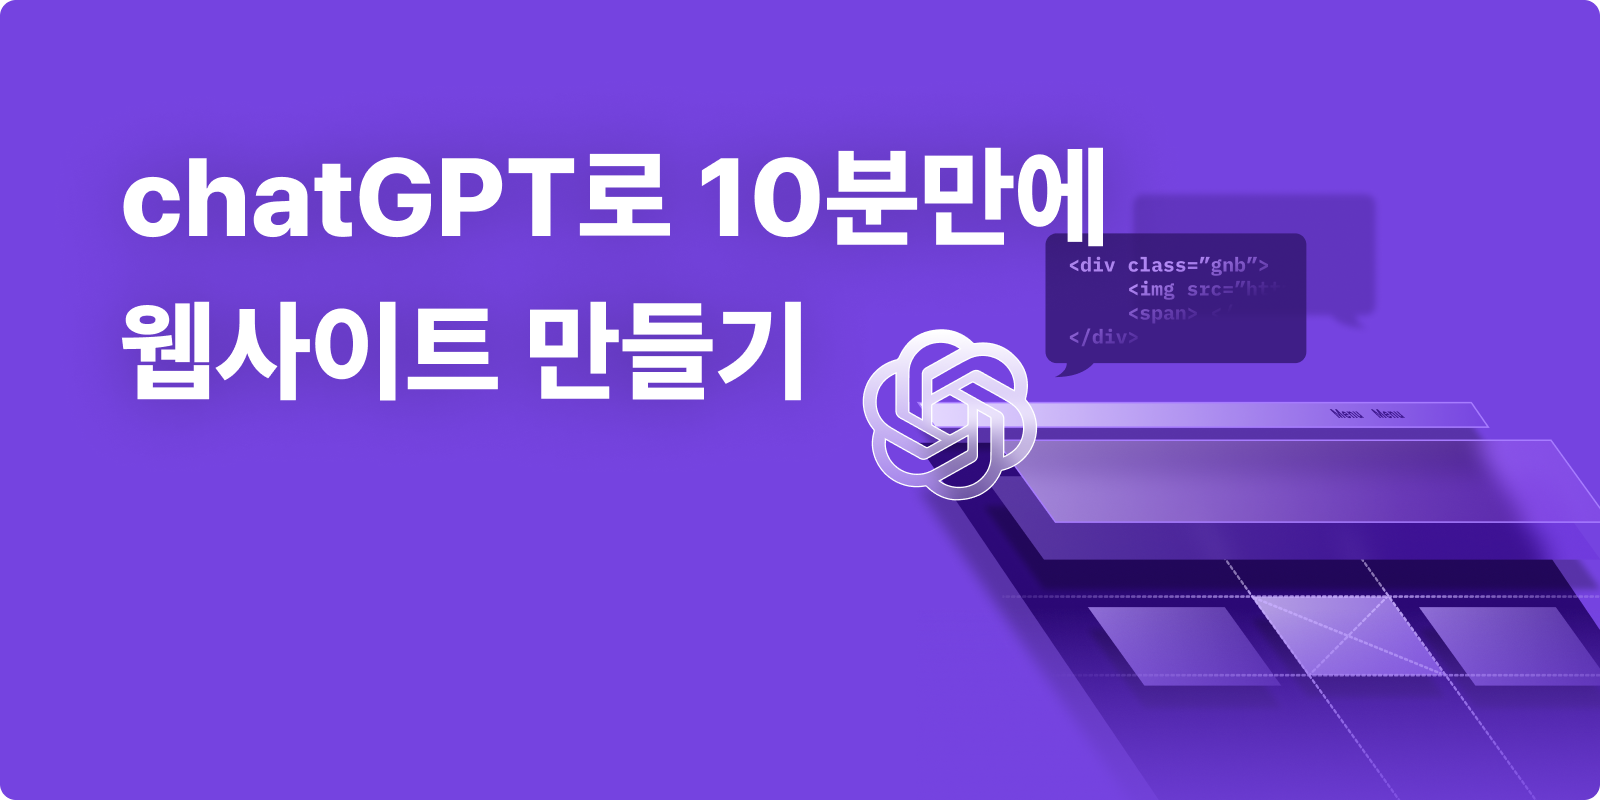 chatGPT로 10분만에
웹사이트 만들기
<div class=”gnb”>
<img src=”htt
<span> <
</div>
Menu Menu